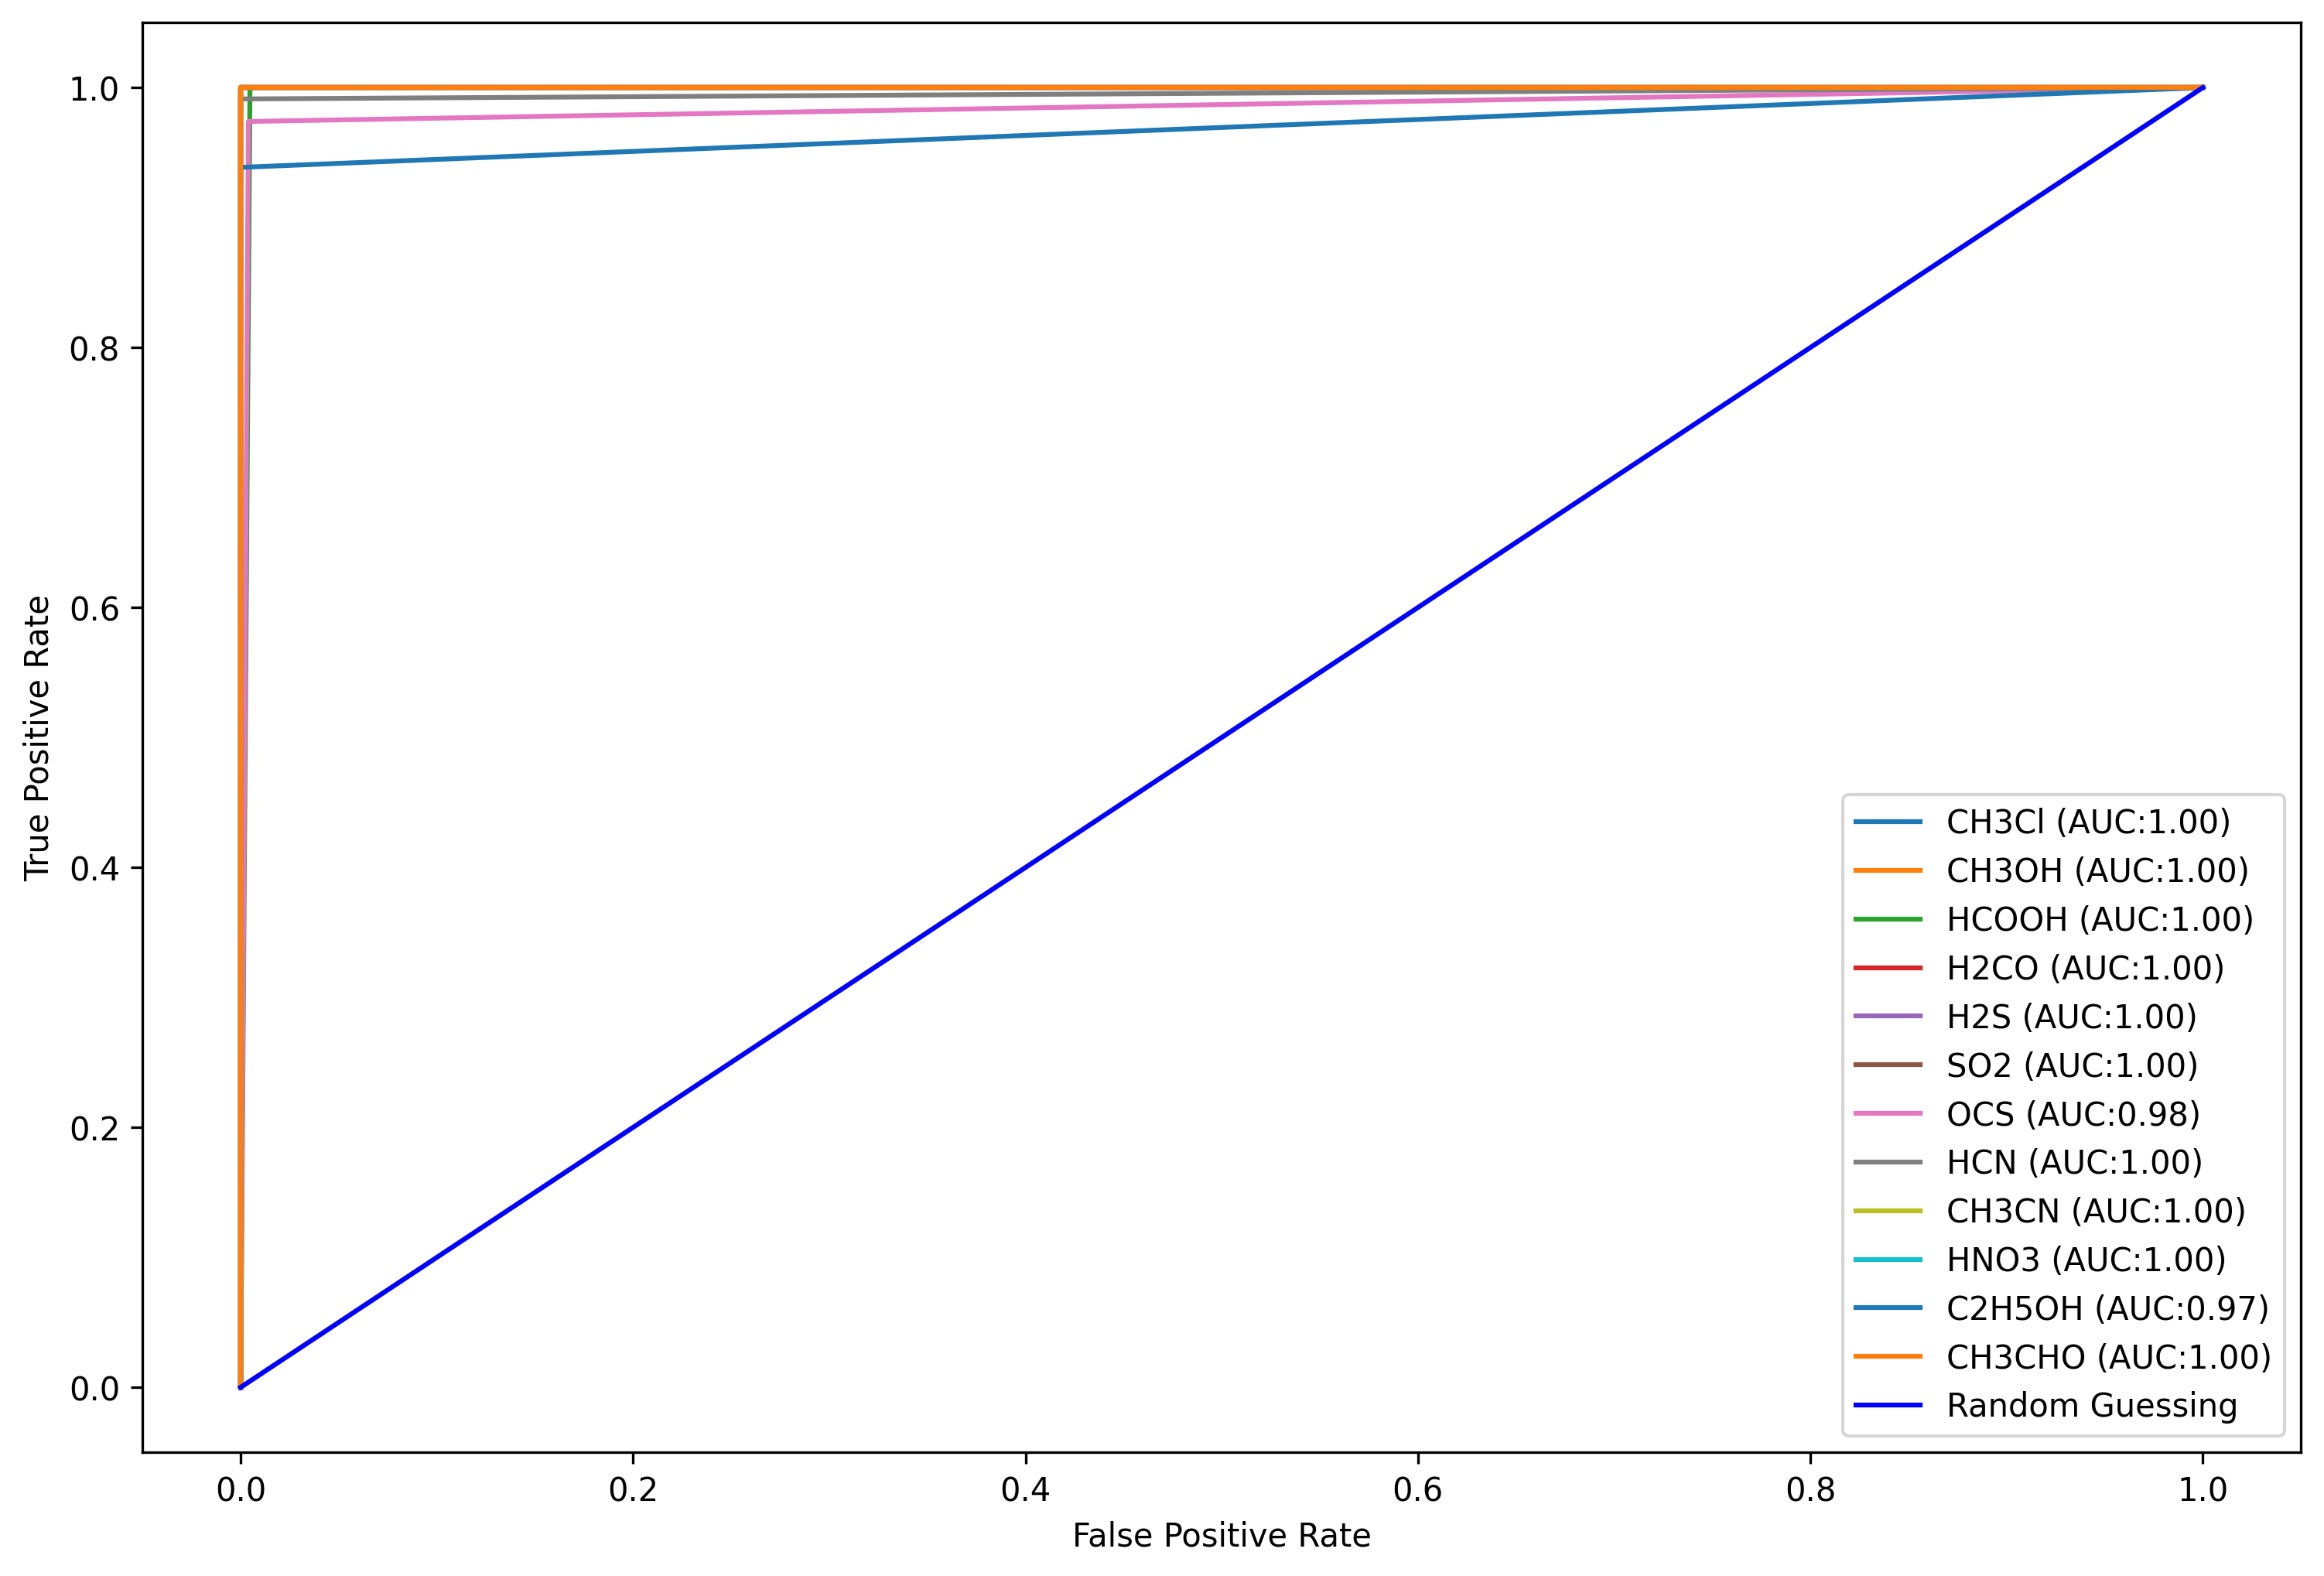 1.0
0.8
0.6
0.4
0.2
0.0
True Positive Rate
0.0 0.2 0.4 0.6 0.8 1.0
False Positive Rate
CH3Cl (AUC:1.00)
CH3OH (AUC:1.00)
HCOOH (AUC:1.00)
H2CO (AUC:1.00)
H2S (AUC:1.00)
SO2 (AUC:1.00)
OCS (AUC:0.98)
HCN (AUC:1.00)
CH3CN (AUC:1.00)
HNO3 (AUC:1.00)
C2H5OH (AUC:0.97)
CH3CHO (AUC:1.00)
Random Guessing